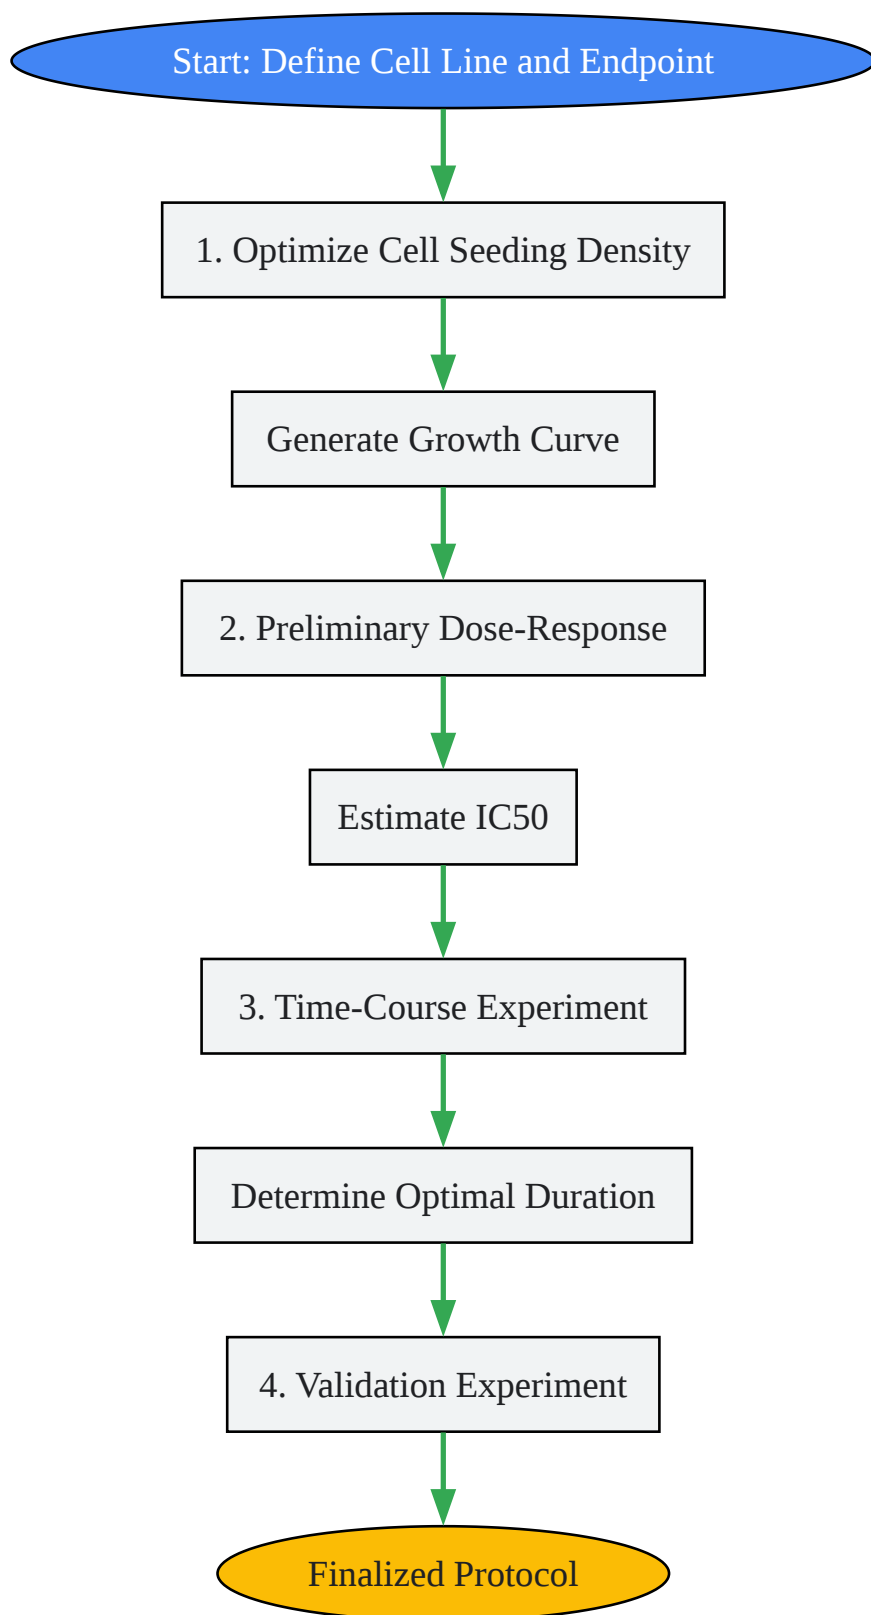 Start: Define Cell Line and Endpoint
1. Optimize Cell Seeding Density
Generate Growth Curve
2. Preliminary Dose-Response
Estimate IC50
3. Time-Course Experiment
Determine Optimal Duration
4. Validation Experiment
Finalized Protocol